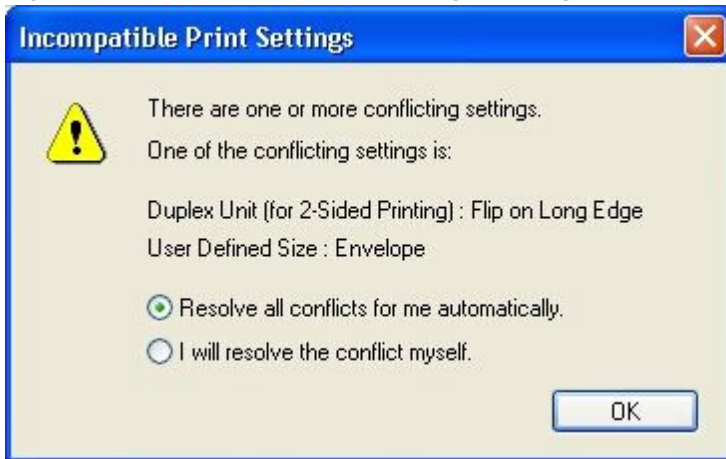 Incompatible Print Settings
There are one or more conflicting settings.
One of the conflicting settings is:
Duplex Unit (for 2-Sided Printing) : Flip on Long Edge
User Defined Size : Envelope
Resolve all conflicts for me automatically.
I will resolve the conflict myself.
OK